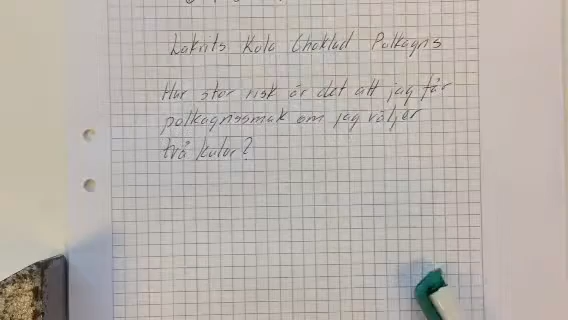 Lakrits Kola Choklad Polkagris
Hur stor risk är det att jag får
polkagrissmak om jag väljer
två kulor?